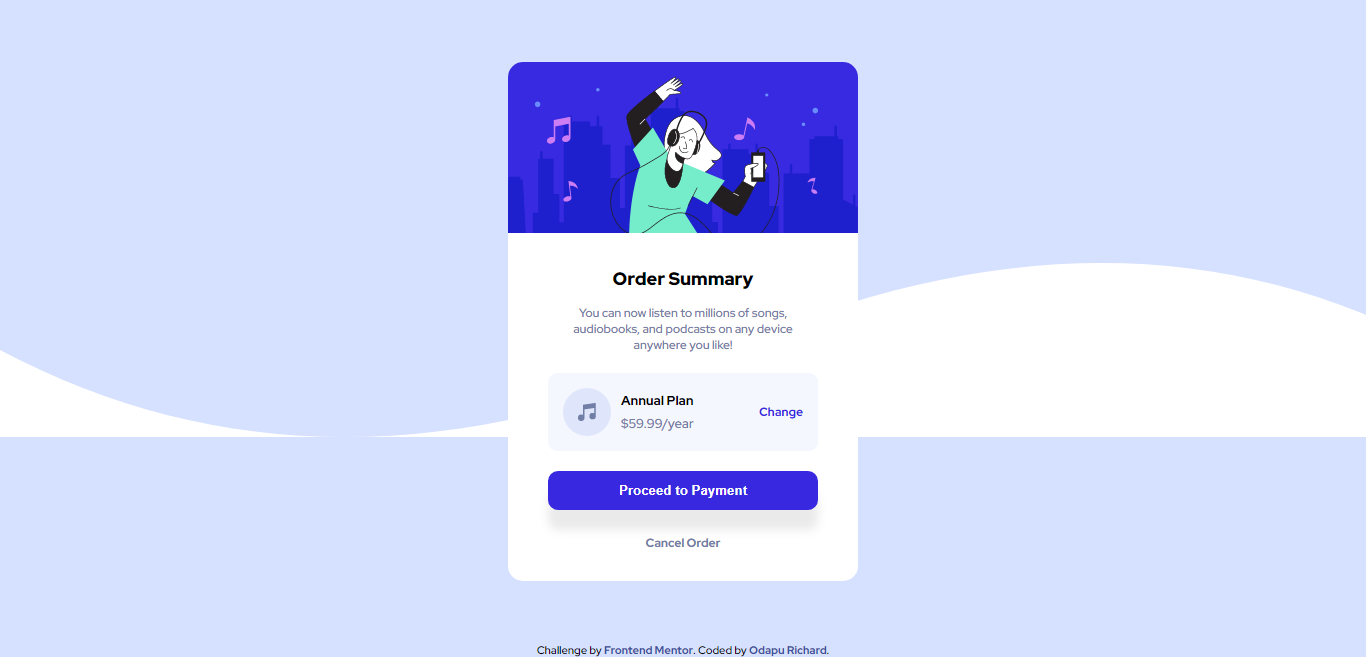 Order Summary
You can now listen to millions of songs,
audiobooks, and podcasts on any device
anywhere you like!
Annual Plan
$59.99/year
Change
Proceed to Payment
Cancel Order
Challenge by Frontend Mentor. Coded by Odapu Richard.